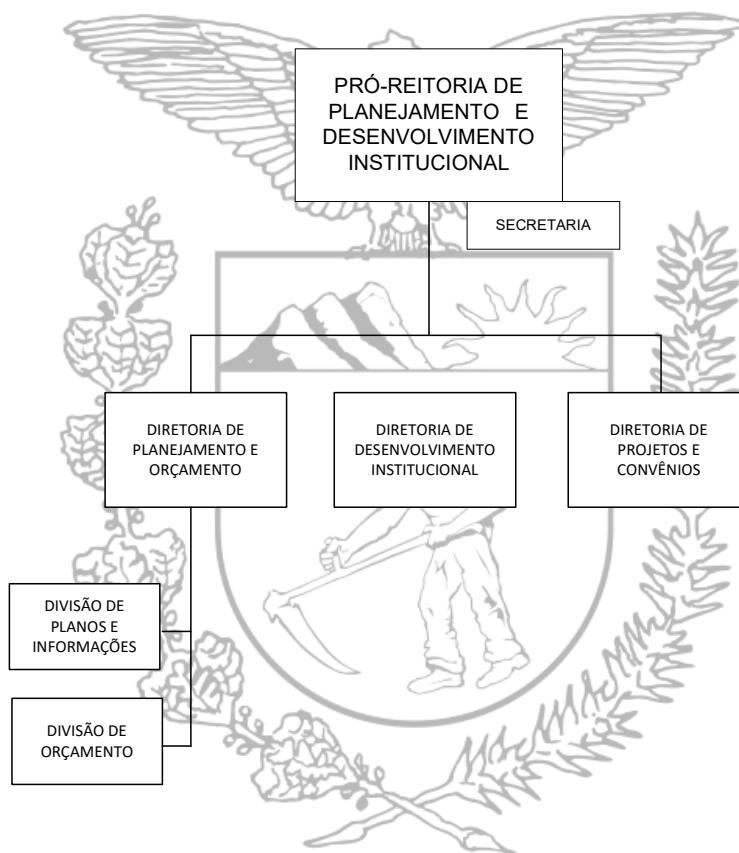 PRÓ-REITORIA DE
PLANEJAMENTO E
DESENVOLVIMENTO
INSTITUCIONAL
SECRETARIA
DIRETORIA DE
PLANEJAMENTO E
ORÇAMENTO
DIRETORIA DE
DESENVOLVIMENTO
INSTITUCIONAL
DIRETORIA DE
PROJETOS E
CONVÊNIOS
DIVISÃO DE
PLANOS E
INFORMAÇÕES
DIVISÃO DE
ORÇAMENTO